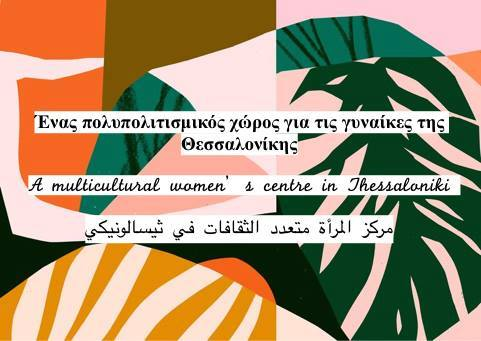 Ένας πολυπολιτισμικός χώρος για τις γυναίκες της
Θεσσαλονίκης
A multicultural women's centre in Thessaloniki
مركز المرأة متعدد الثقافات في ثيسالونيكي